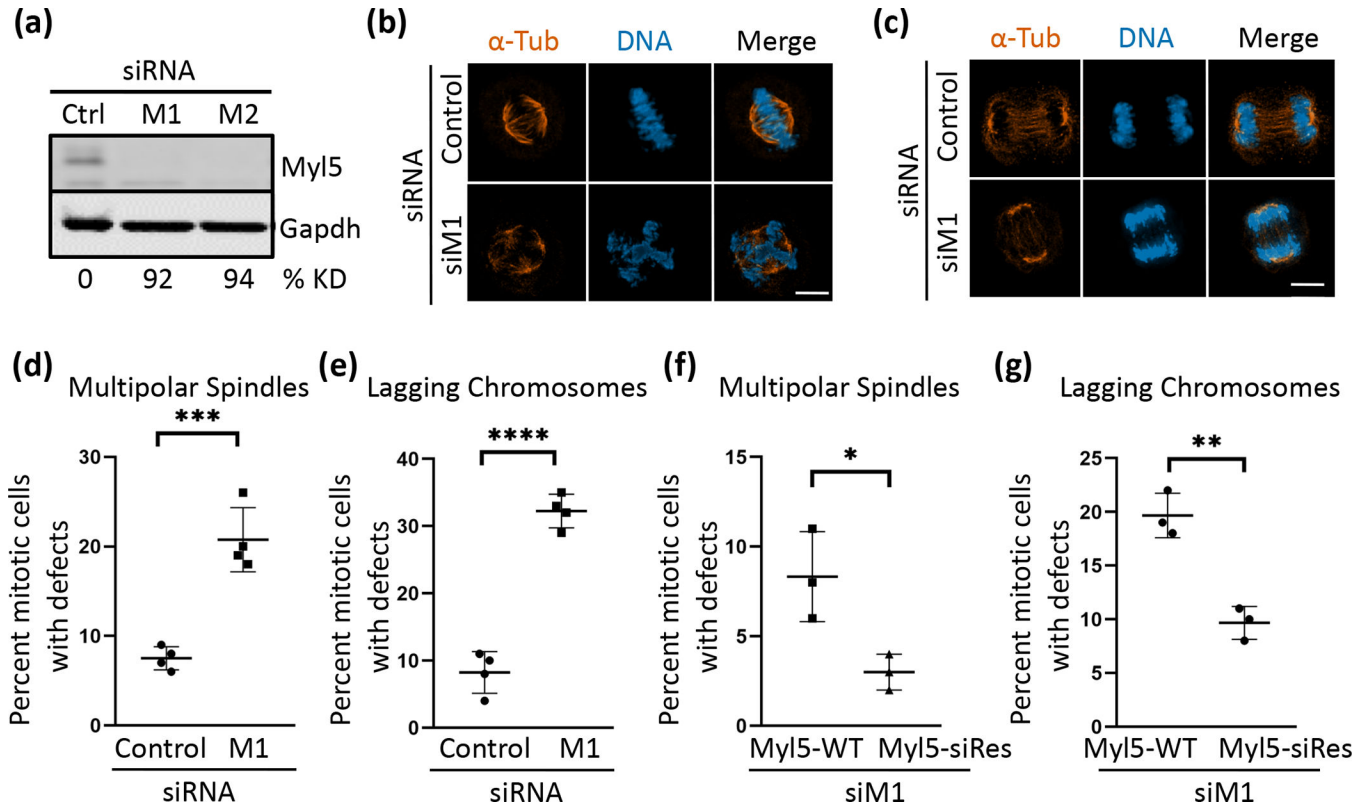 (a)
siRNA
Ctrl M1 M2
Myl5
Gapdh
0 92 94 % KD
(b)
α-Tub DNA Merge
siRNA
Control
siM1
(c)
α-Tub DNA Merge
siRNA
Control
siM1
(d)
Multipolar Spindles
***
Percent mitotic cells
with defects
30
20
10
0
Control M1
siRNA
(e)
Lagging Chromosomes
****
Percent mitotic cells
with defects
40
30
20
10
0
Control M1
siRNA
(f)
Multipolar Spindles
*
Percent mitotic cells
with defects
15
10
5
0
Myl5-WT Myl5-siRes
siM1
(g)
Lagging Chromosomes
**
Percent mitotic cells
with defects
25
20
15
10
5
0
Myl5-WT Myl5-siRes
siM1